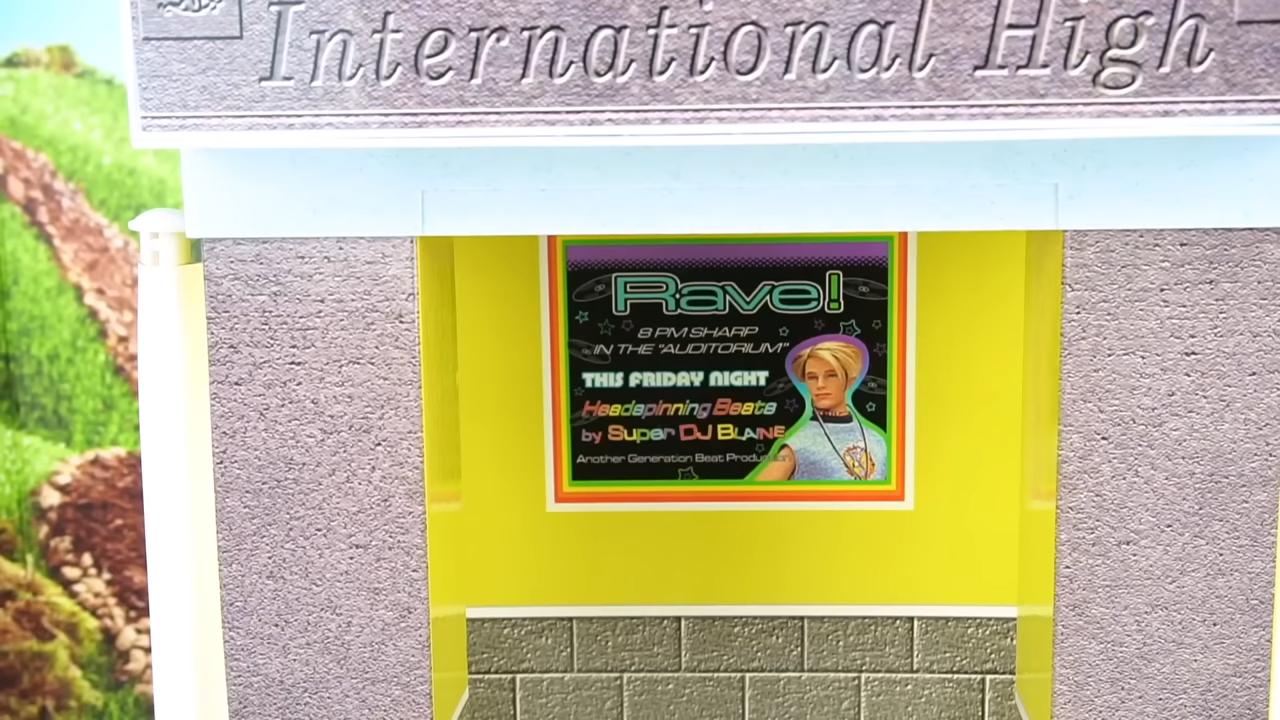 International High
Rave!
8 PM SHARP
IN THE "AUDITORIUM"
THIS FRIDAY NIGHT
Headspinning Beats
by Super DJ BLAINE
Another Generation Beat